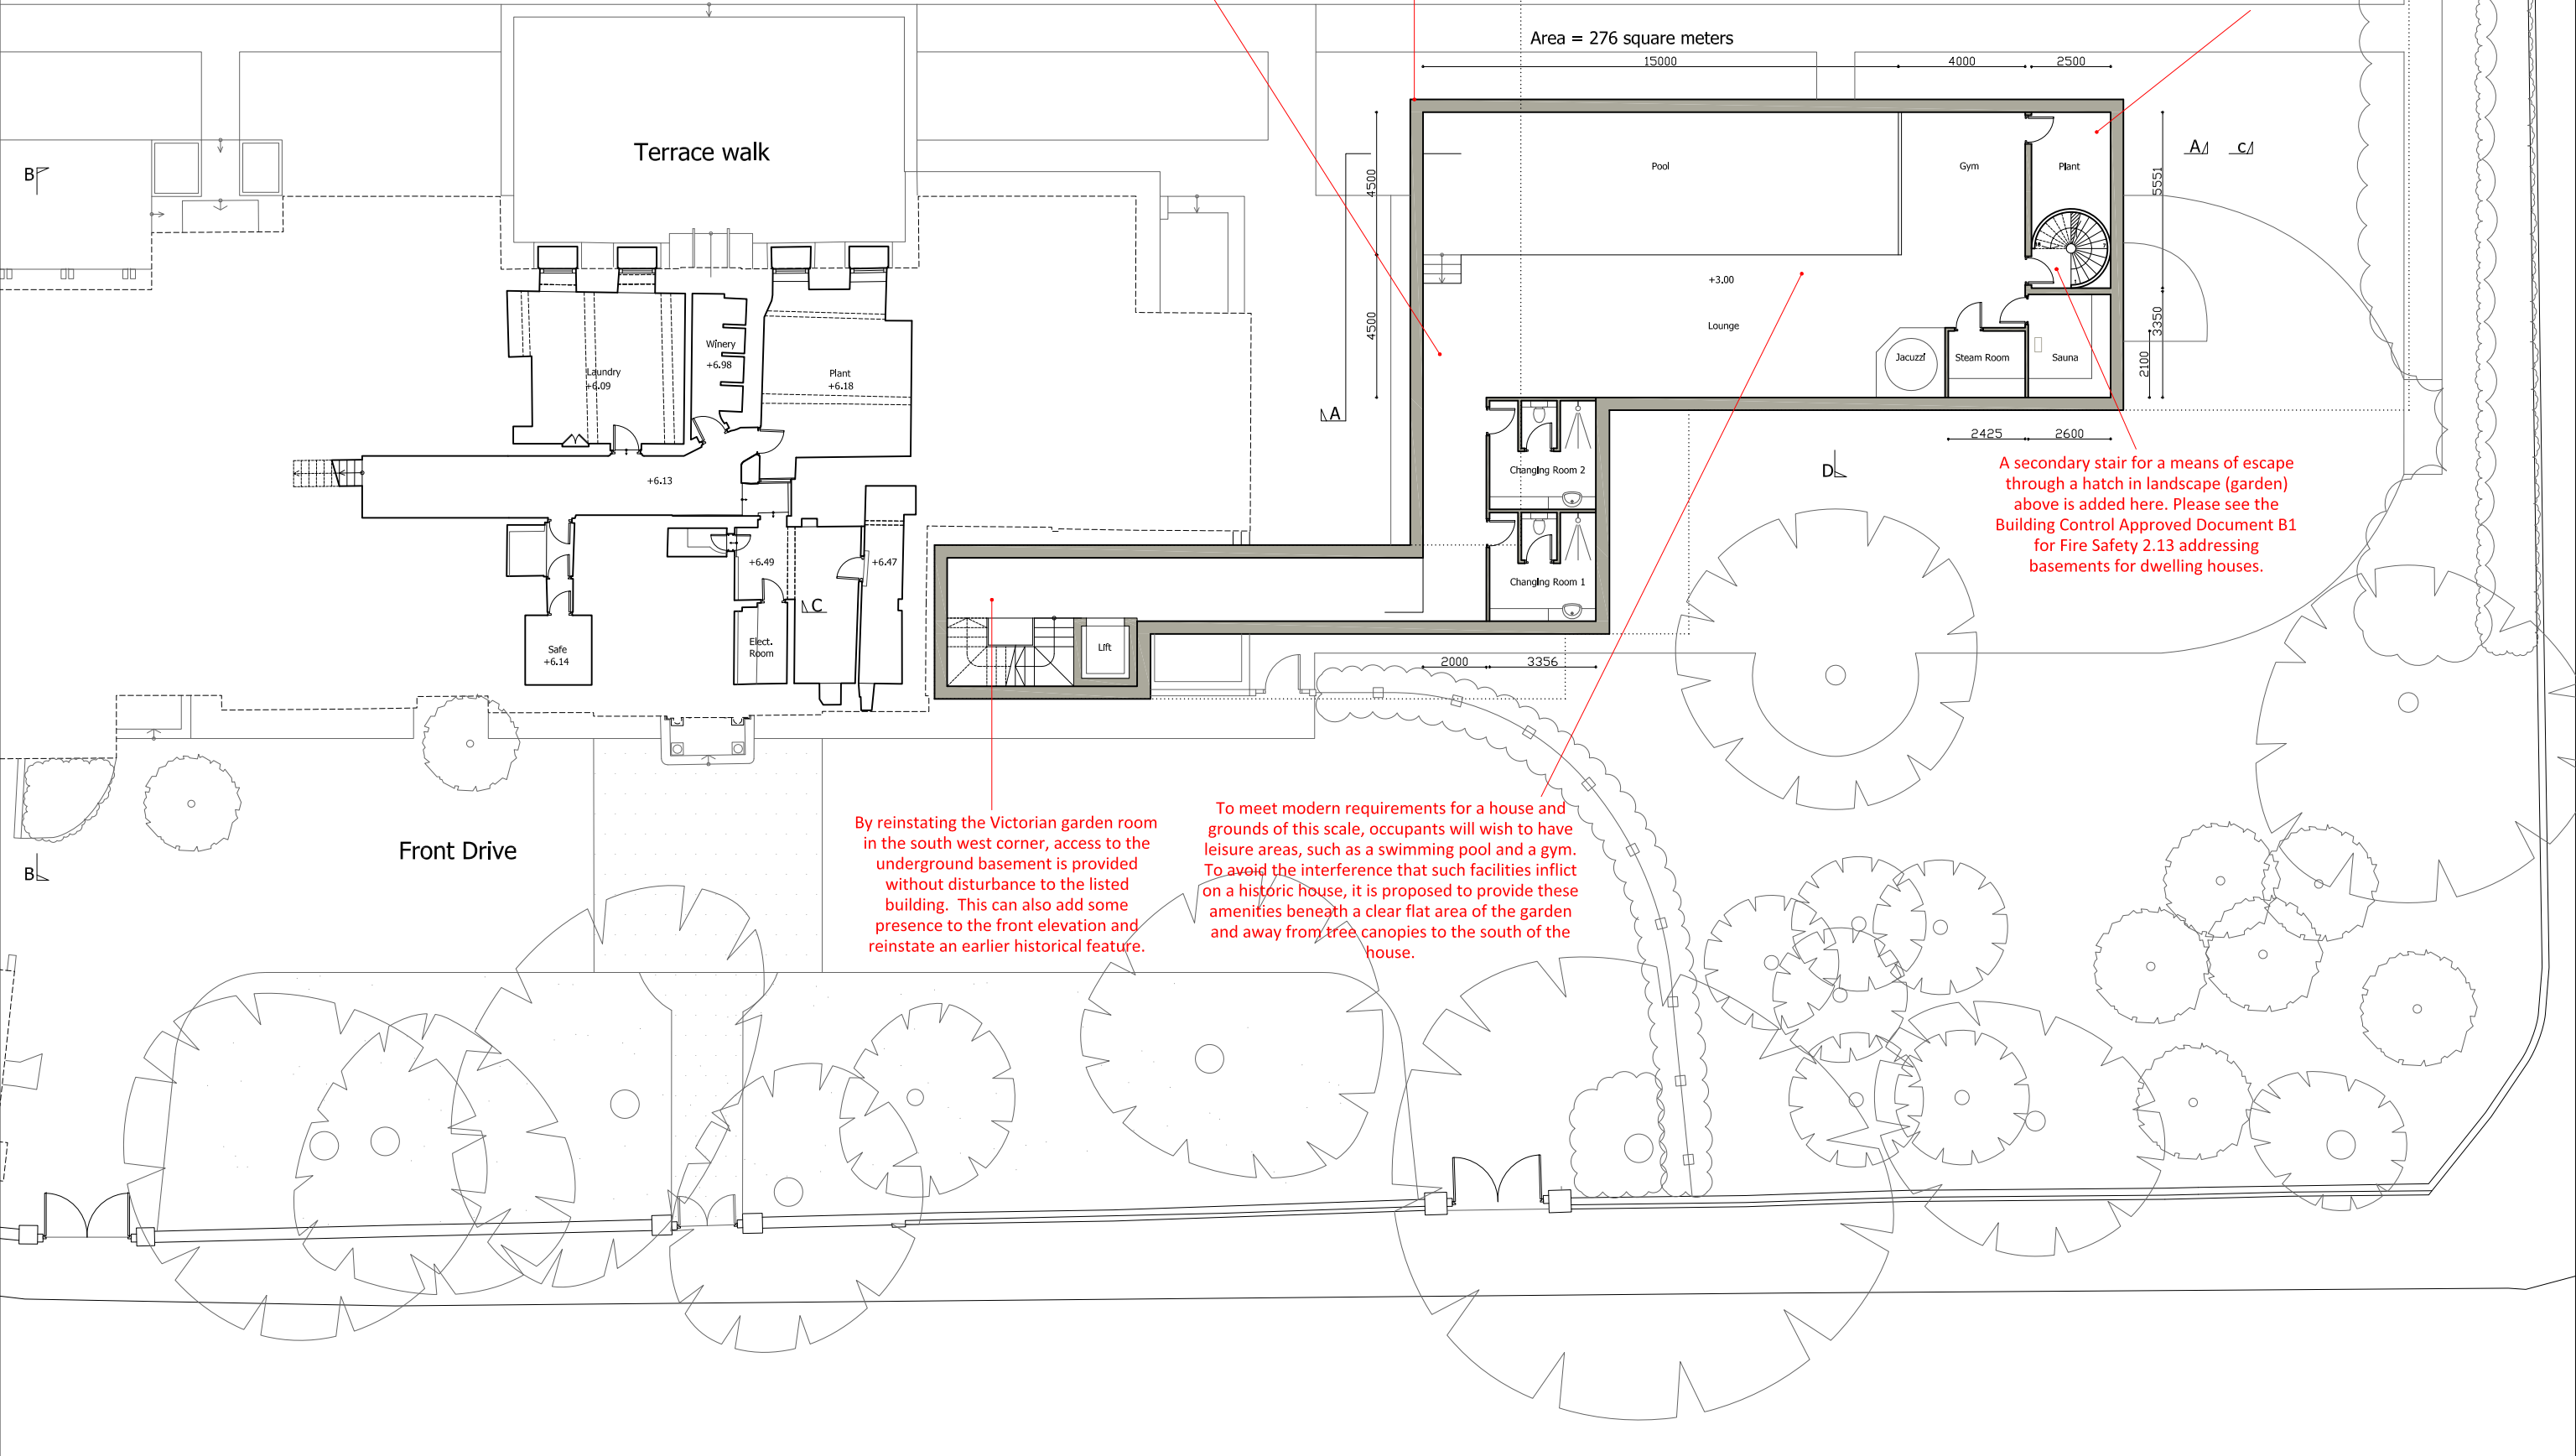 Area = 276 square meters
15000
4000
2500
Terrace walk
B
A
c
Pool
Gym
Plant
4500
5551
+3.00
Lounge
4500
3350
2100
Jacuzzi
Steam Room
Sauna
Winery
+6.98
Laundry
+6.09
Plant
+6.18
A
2425
2600
D
Changing Room 2
+6.13
A secondary stair for a means of escape
through a hatch in landscape (garden)
above is added here. Please see the
Building Control Approved Document B1
for Fire Safety 2.13 addressing
basements for dwelling houses.
+6.49
+6.47
Changing Room 1
C
Elect.
Room
Safe
+6.14
Lift
2000
3356
By reinstating the Victorian garden room
in the south west corner, access to the
underground basement is provided
without disturbance to the listed
building. This can also add some
presence to the front elevation and
reinstate an earlier historical feature.
To meet modern requirements for a house and
grounds of this scale, occupants will wish to have
leisure areas, such as a swimming pool and a gym.
To avoid the interference that such facilities inflict
on a historic house, it is proposed to provide these
amenities beneath a clear flat area of the garden
and away from tree canopies to the south of the
house.
Front Drive
B